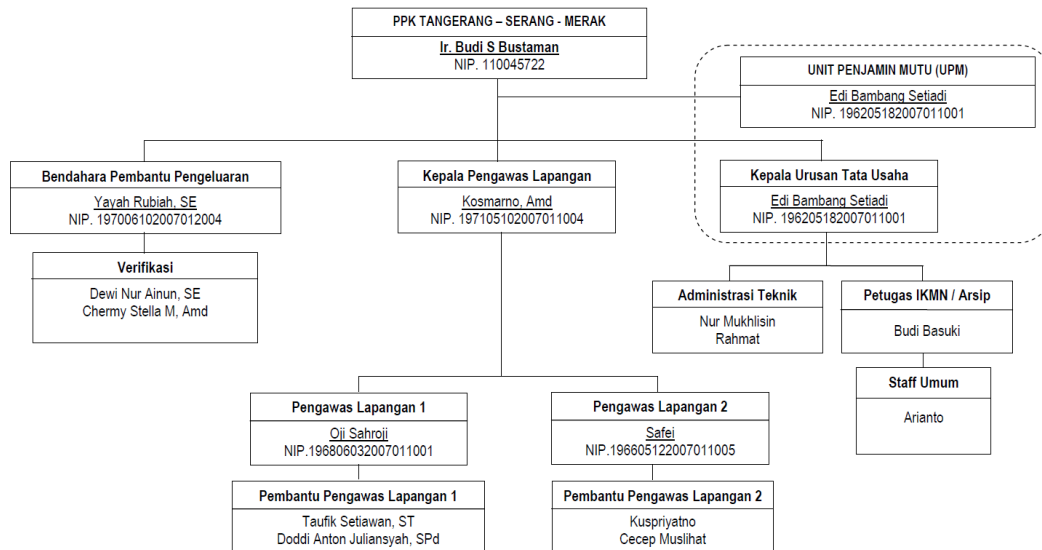 PPK TANGERANG – SERANG - MERAK
Ir. Budi S Bustaman
NIP. 110045722
UNIT PENJAMIN MUTU (UPM)
Edi Bambang Setiadi
NIP. 196205182007011001
Bendahara Pembantu Pengeluaran
Yayah Rubiah, SE
NIP. 197006102007012004
Kepala Pengawas Lapangan
Kosmarno, Amd
NIP. 197105102007011004
Kepala Urusan Tata Usaha
Edi Bambang Setiadi
NIP. 196205182007011001
Verifikasi
Dewi Nur Ainun, SE
Chermy Stella M, Amd
Administrasi Teknik
Nur Mukhlisin
Rahmat
Petugas IKMN / Arsip
Budi Basuki
Staff Umum
Arianto
Pengawas Lapangan 1
Oji Sahroji
NIP.196806032007011001
Pengawas Lapangan 2
Safei
NIP.196605122007011005
Pembantu Pengawas Lapangan 1
Taufik Setiawan, ST
Doddi Anton Juliansyah, SPd
Pembantu Pengawas Lapangan 2
Kuspriyatno
Cecep Muslihat